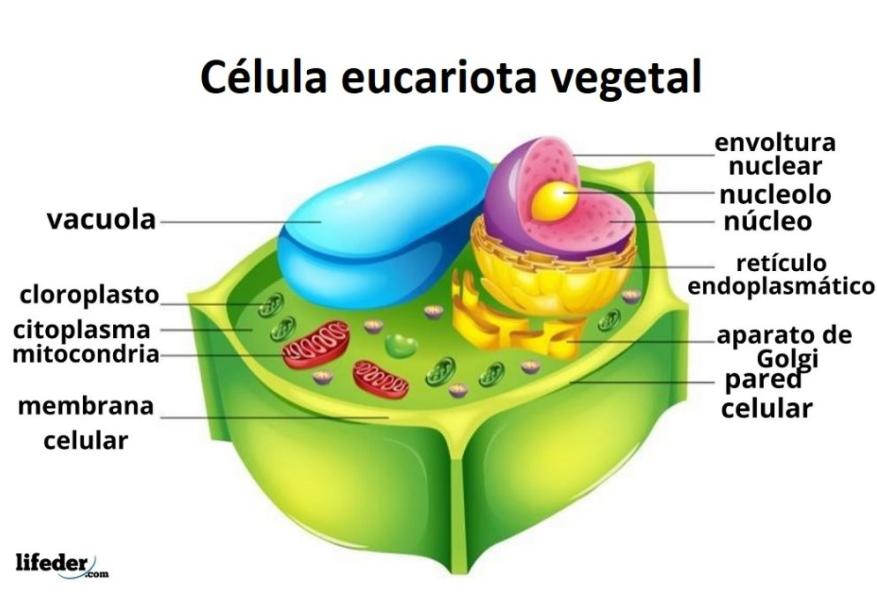 Célula eucariota vegetal
vacuola
cloroplasto
citoplasma
mitocondria
membrana
celular
envoltura
nuclear
nucleolo
núcleo
retículo
endoplasmático
aparato de
Golgi
pared
celular
lifeder
.com